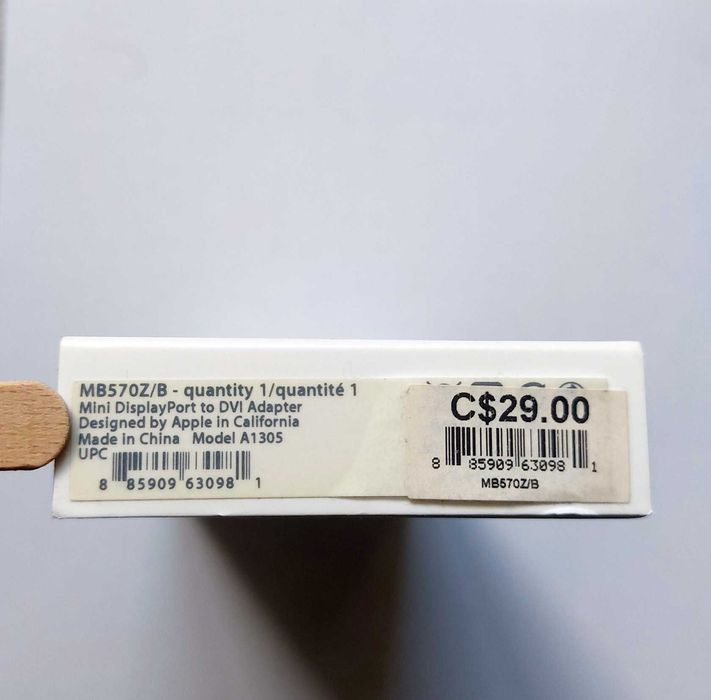 MB570Z/B - quantity 1/quantité 1
Mini DisplayPort to DVI Adapter
Designed by Apple in California
Made in China Model A1305
UPC
8 85909 63098 1
C$29.00
8 85909 63098 1
MB570Z/B